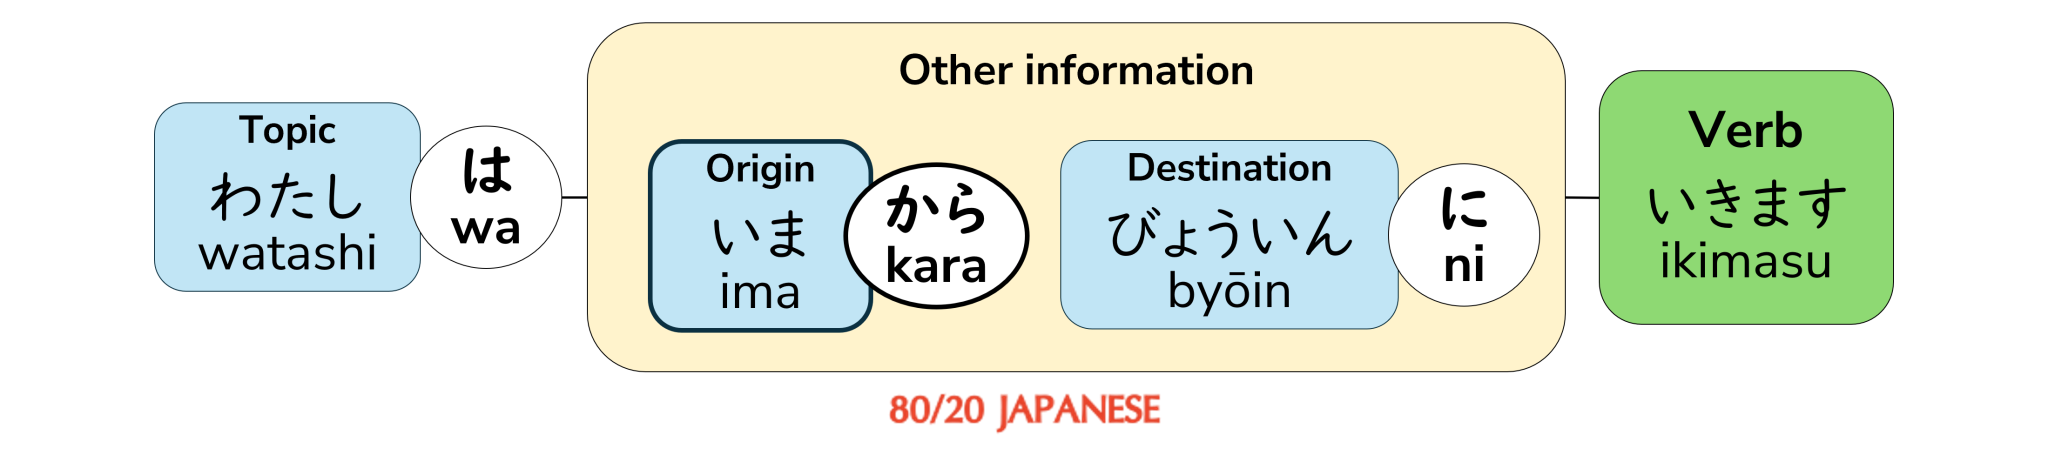 Other information
Topic
わたし
watashi
は
wa
Origin
いま
ima
から
kara
Destination
びょういん
byōin
に
ni
Verb
いきます
ikimasu
80/20 JAPANESE